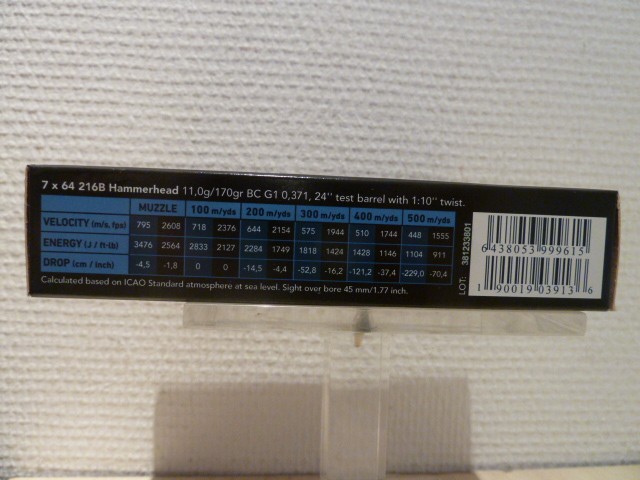 7 x 64 216B Hammerhead 11,0g/170gr BC G1 0,371, 24'' test barrel with 1:10'' twist.
MUZZLE 100 m/yds 200 m/yds 300 m/yds 400 m/yds 500 m/yds
VELOCITY (m/s, fps) 795 2608 718 2376 644 2154 575 1944 510 1744 448 1555
ENERGY (J / ft-lb) 3476 2564 2833 2127 2284 1749 1818 1424 1428 1146 1104 911
DROP (cm / inch) -4,5 -1,8 0 0 -14,5 -4,4 -52,8 -16,2 -121,2 -37,4 -229,0 -70,4
Calculated based on ICAO Standard atmosphere at sea level. Sight over bore 45 mm/1.77 inch.
LOT: 381233801
6 438053 999615
1 90019 03913 6